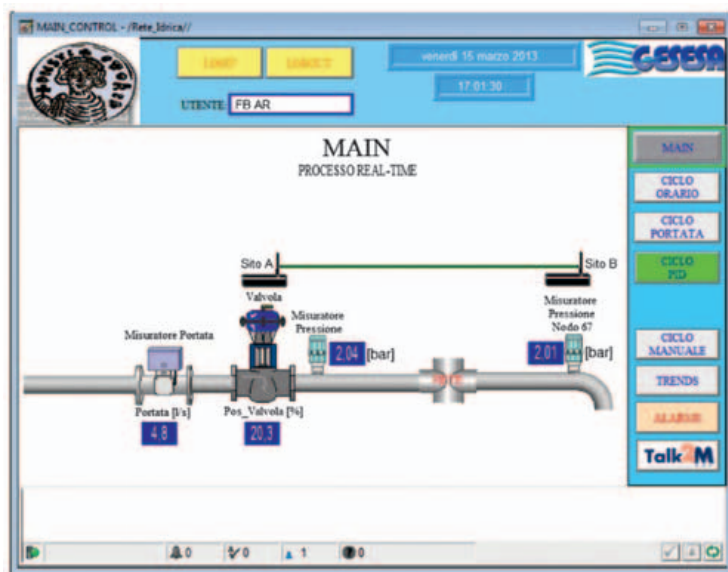 MAIN_CONTROL - /Rete_Idrica//
LOGOUT
venerdì 15 marzo 2013
17:01:30
GESESA
UTENTE: FB AR
MAIN
PROCESSO REAL-TIME
MAIN
CICLO
ORARIO
CICLO
PORTATA
CICLO
PID
CICLO
MANUALE
TRENDS
ALARMS
Talk2M
Sito A
Sito B
Valvola
Misuratore
Pressione
Misuratore
Pressione
Nodo 67
Misuratore Portata
2.04 [bar]
2.01 [bar]
Portata [l/s]
Pos_Valvola [%]
4,8
20,3
0
0
1
0